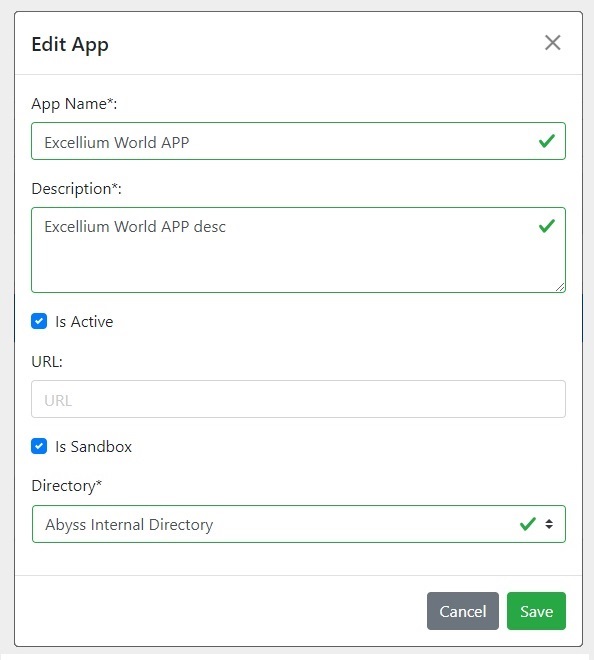 Edit App
App Name*:
Excellium World APP
Description*:
Excellium World APP desc
Is Active
URL:
URL
Is Sandbox
Directory*
Abyss Internal Directory
Cancel Save